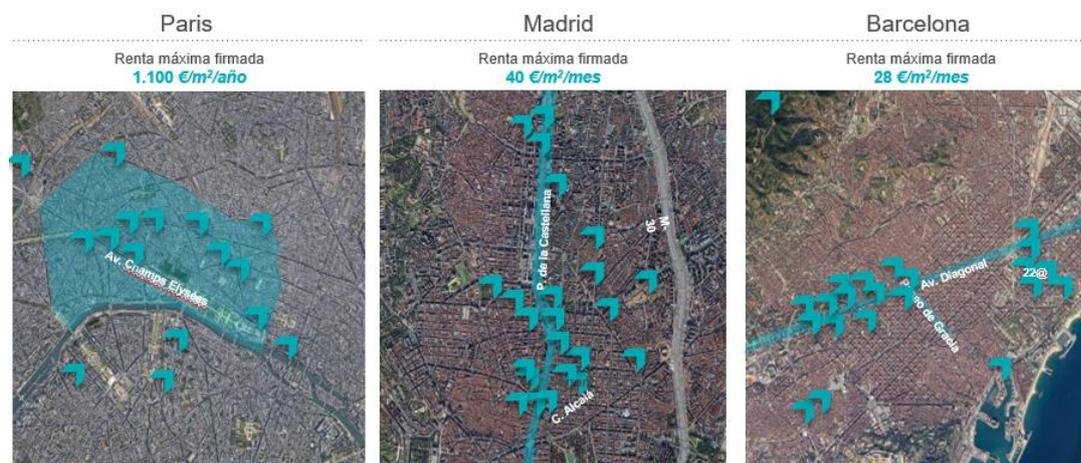 Paris
Renta máxima firmada
1.100 €/m²/año
Av. Champs Elysées
Madrid
Renta máxima firmada
40 €/m²/mes
P. de la Castellana
M-30
C. Alcalá
Barcelona
Renta máxima firmada
28 €/m²/mes
Av. Diagonal
22@
de Gracia